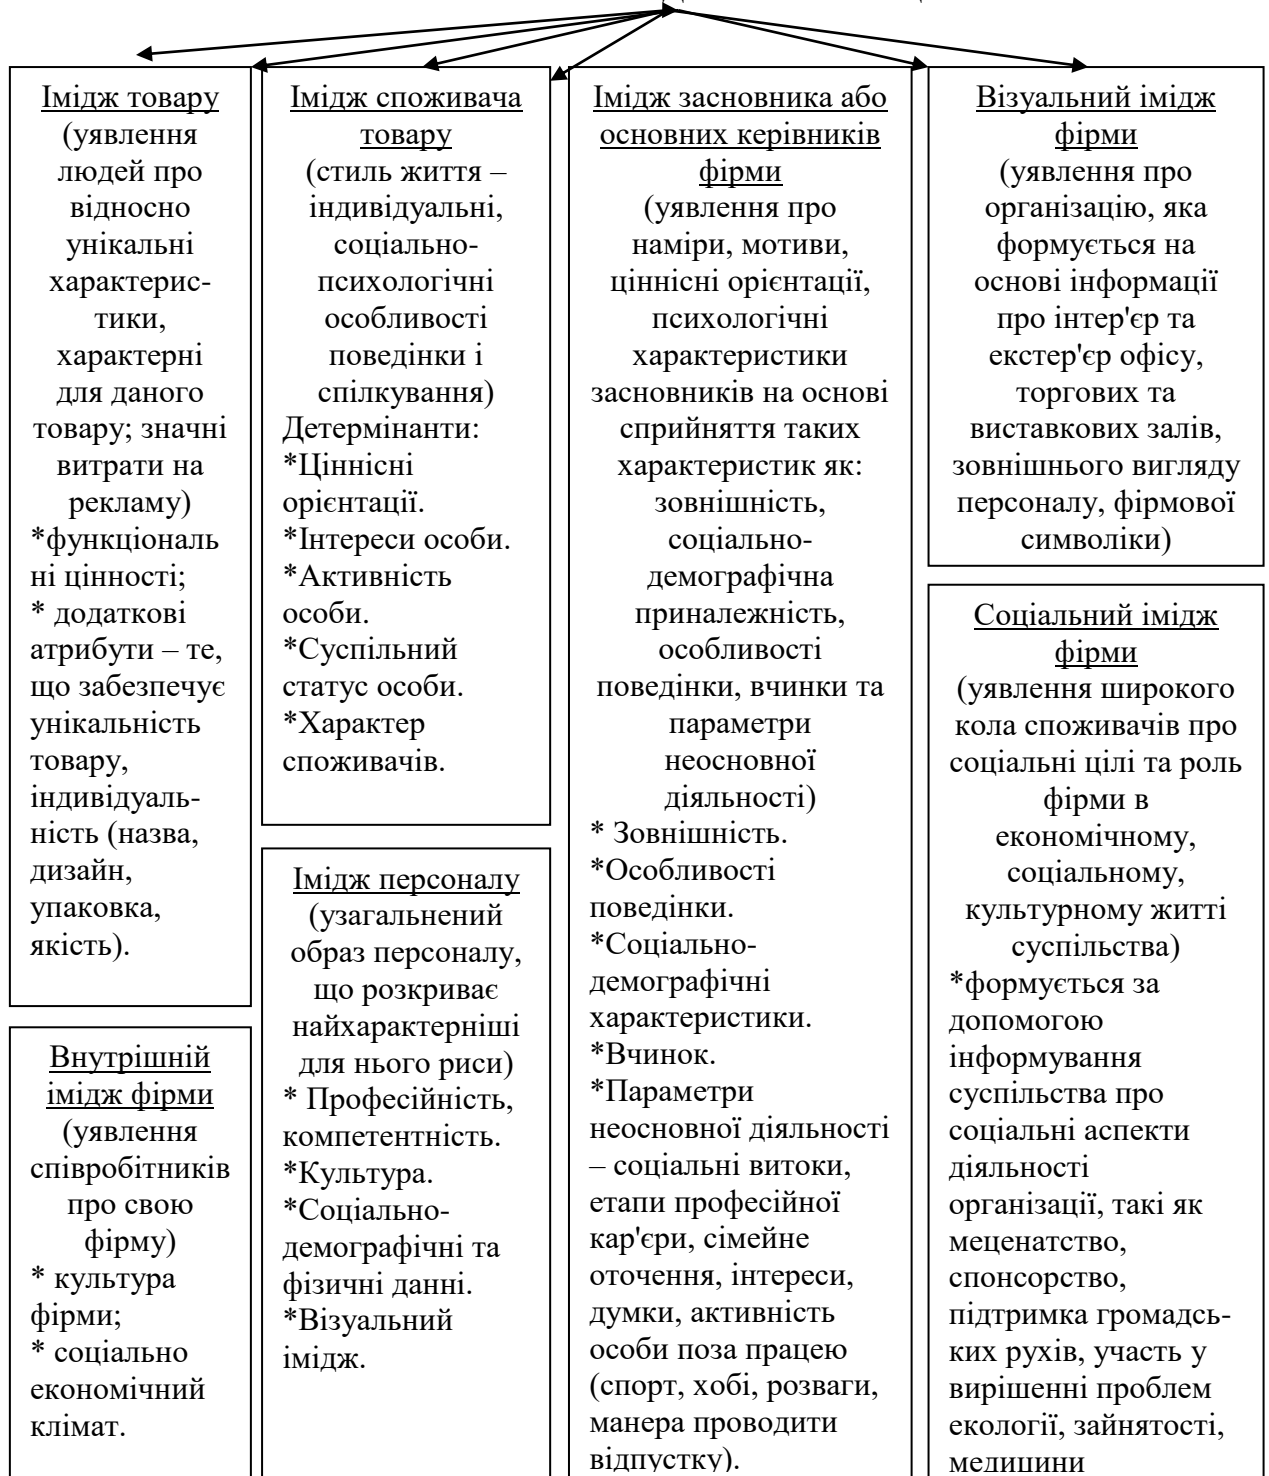 Імідж товару
(уявлення
людей про
відносно
унікальні
характерис-
тики,
характерні
для даного
товару; значні
витрати на
рекламу)
*функціональ
ні цінності;
* додаткові
атрибути – те,
що забезпечує
унікальність
товару,
індивідуаль-
ність (назва,
дизайн,
упаковка,
якість).
Внутрішній
імідж фірми
(уявлення
співробітників
про свою
фірму)
* культура
фірми;
* соціально
економічний
клімат.
Імідж споживача
товару
(стиль життя –
індивідуальні,
соціально-
психологічні
особливості
поведінки і
спілкування)
Детермінанти:
*Ціннісні
орієнтації.
*Інтереси особи.
*Активність
особи.
*Суспільний
статус особи.
*Характер
споживачів.
Імідж персоналу
(узагальнений
образ персоналу,
що розкриває
найхарактерніші
для нього риси)
* Професійність,
компетентність.
*Культура.
*Соціально-
демографічні та
фізичні данні.
*Візуальний
імідж.
Імідж засновника або
основних керівників
фірми
(уявлення про
наміри, мотиви,
ціннісні орієнтації,
психологічні
характеристики
засновників на основі
сприйняття таких
характеристик як:
зовнішність,
соціально-
демографічна
приналежність,
особливості
поведінки, вчинки та
параметри
неосновної
діяльності)
* Зовнішність.
*Особливості
поведінки.
*Соціально-
демографічні
характеристики.
*Вчинок.
*Параметри
неосновної діяльності
– соціальні витоки,
етапи професійної
кар'єри, сімейне
оточення, інтереси,
думки, активність
особи поза працею
(спорт, хобі, розваги,
манера проводити
відпустку).
Візуальний імідж
фірми
(уявлення про
організацію, яка
формується на
основі інформації
про інтер'єр та
екстер'єр офісу,
торгових та
виставкових залів,
зовнішнього вигляду
персоналу, фірмової
символіки)
Соціальний імідж
фірми
(уявлення широкого
кола споживачів про
соціальні цілі та роль
фірми в
економічному,
соціальному,
культурному житті
суспільства)
*формується за
допомогою
інформування
суспільства про
соціальні аспекти
діяльності
організації, такі як
меценатство,
спонсорство,
підтримка громадсь-
ких рухів, участь у
вирішенні проблем
екології, зайнятості,
медицини